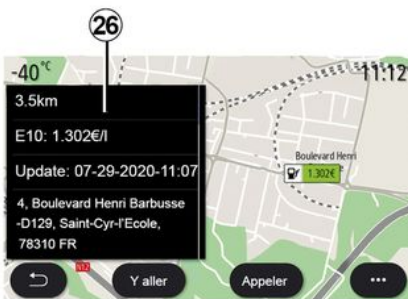 26
-40°C
11:12
3.5km
E10: 1.302€/l
Update: 07-29-2020-11:07
4, Boulevard Henri Barbusse
-D129, Saint-Cyr-l'Ecole,
78310 FR
Boulevard Henri
1.302€
N12
Y aller
Appeler